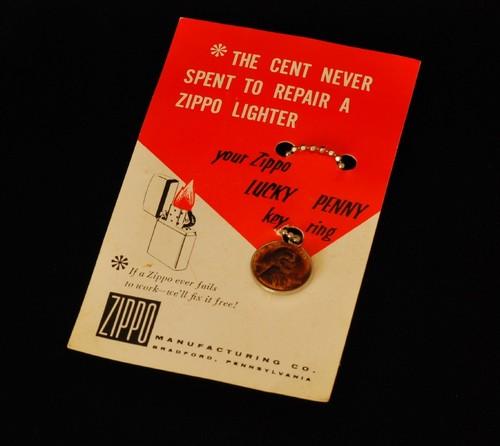 * THE CENT NEVER
SPENT TO REPAIR A
ZIPPO LIGHTER
your Zippo
LUCKY PENNY
key ring
* If a Zippo ever fails
to work—we'll fix it free!
ZIPPO
MANUFACTURING CO.
BRADFORD, PENNSYLVANIA